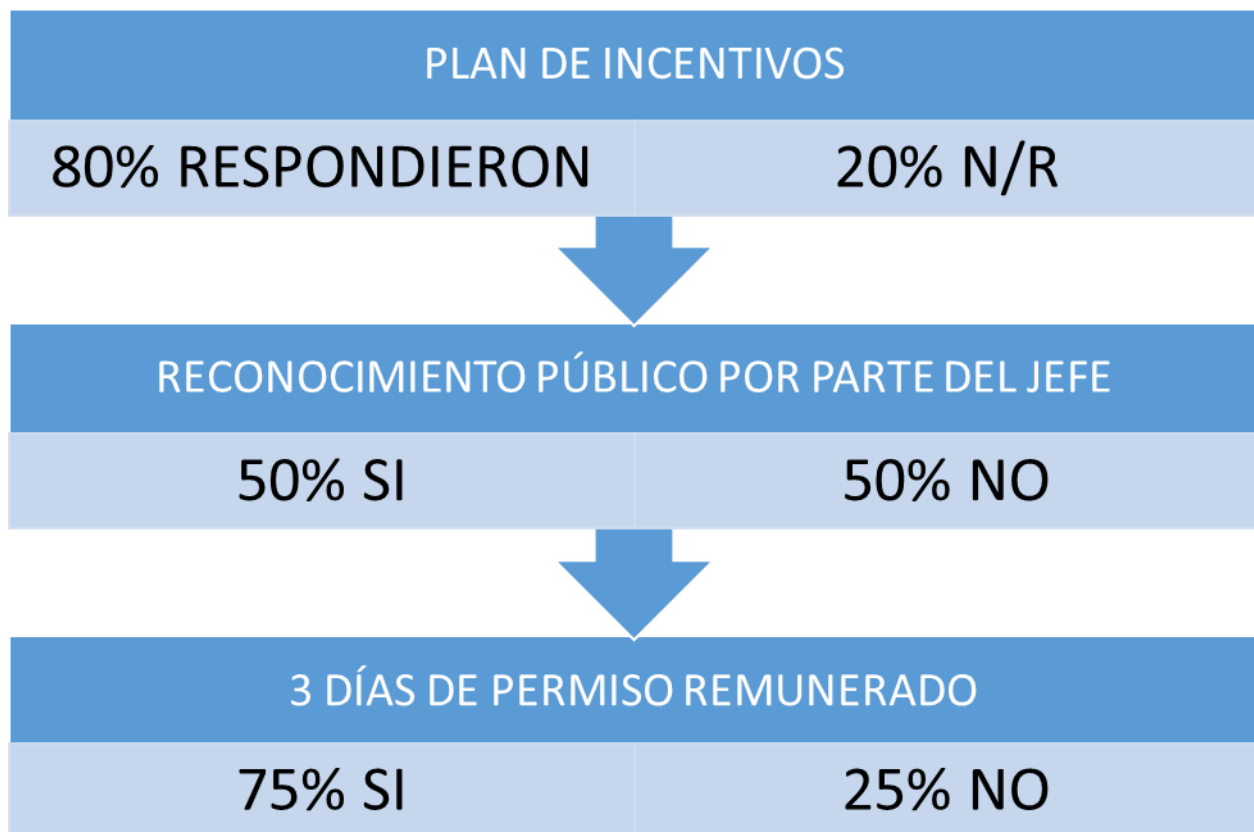 PLAN DE INCENTIVOS
80% RESPONDIERON
20% N/R
RECONOCIMIENTO PÚBLICO POR PARTE DEL JEFE
50% SI
50% NO
3 DÍAS DE PERMISO REMUNERADO
75% SI
25% NO